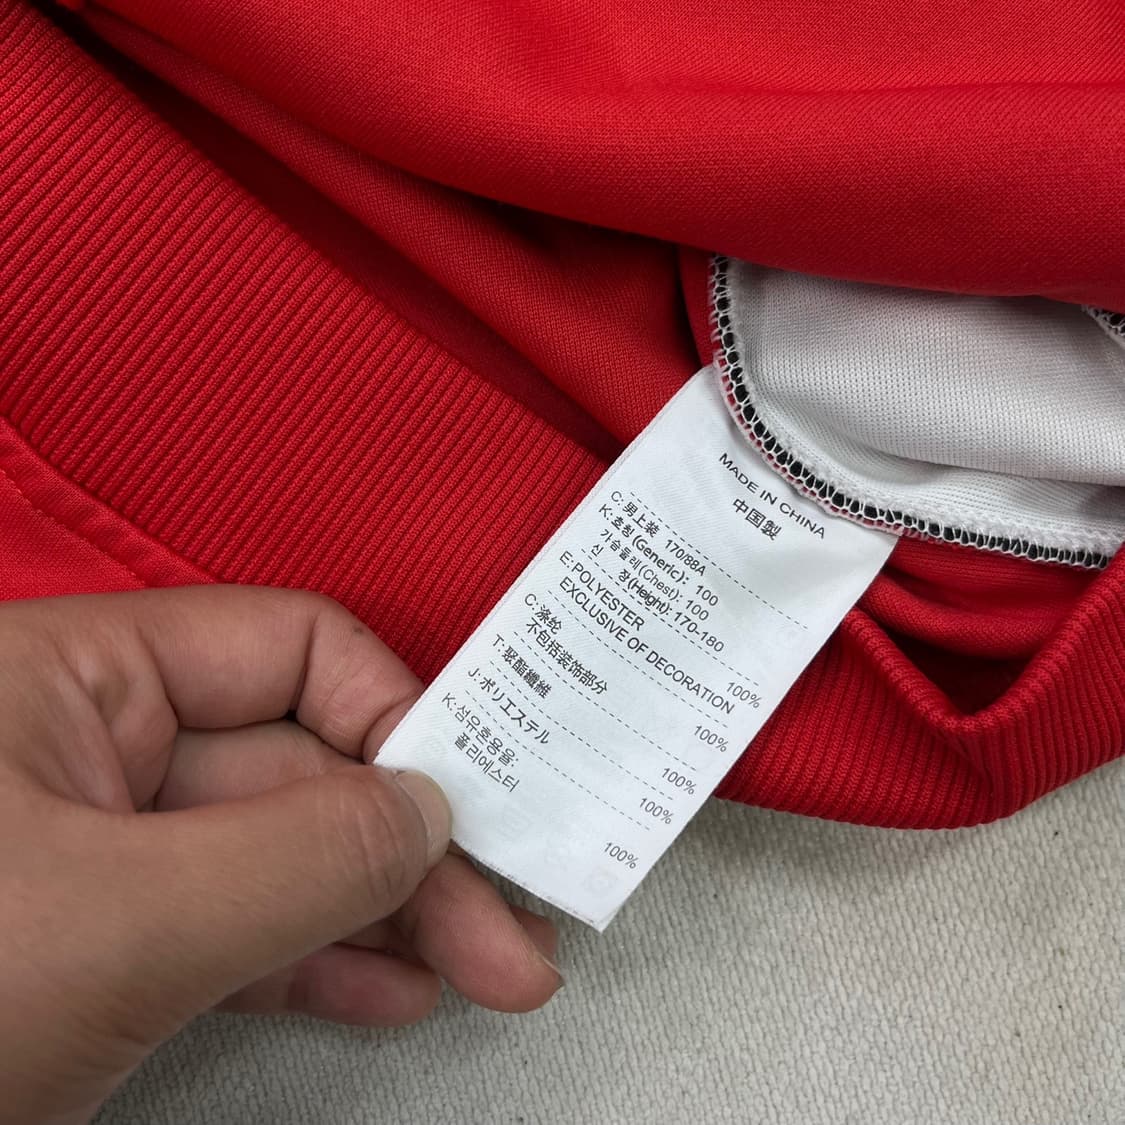 MADE IN CHINA
中国製
C: 男上装 170/88A
K: 호칭(Generic): 100
가슴둘레(Chest): 100
신 장(Height): 170-180
E: POLYESTER 100%
EXCLUSIVE OF DECORATION
C: 涤纶 100%
不包括装饰部分
T: 聚酯纖維 100%
J: ポリエステル 100%
K: 섬유혼용율:
폴리에스터 100%